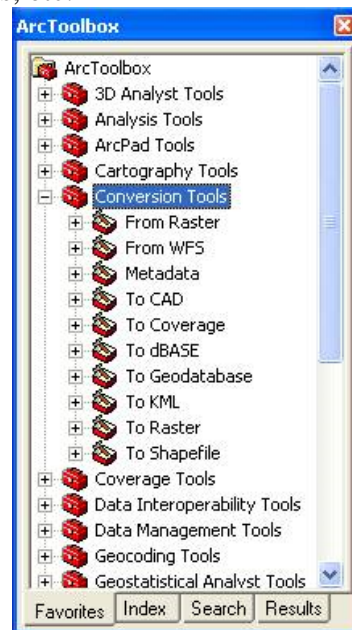 ArcToolbox
ArcToolbox
3D Analyst Tools
Analysis Tools
ArcPad Tools
Cartography Tools
Conversion Tools
From Raster
From WFS
Metadata
To CAD
To Coverage
To dBASE
To Geodatabase
To KML
To Raster
To Shapefile
Coverage Tools
Data Interoperability Tools
Data Management Tools
Geocoding Tools
Geostatistical Analyst Tools
Favorites Index Search Results